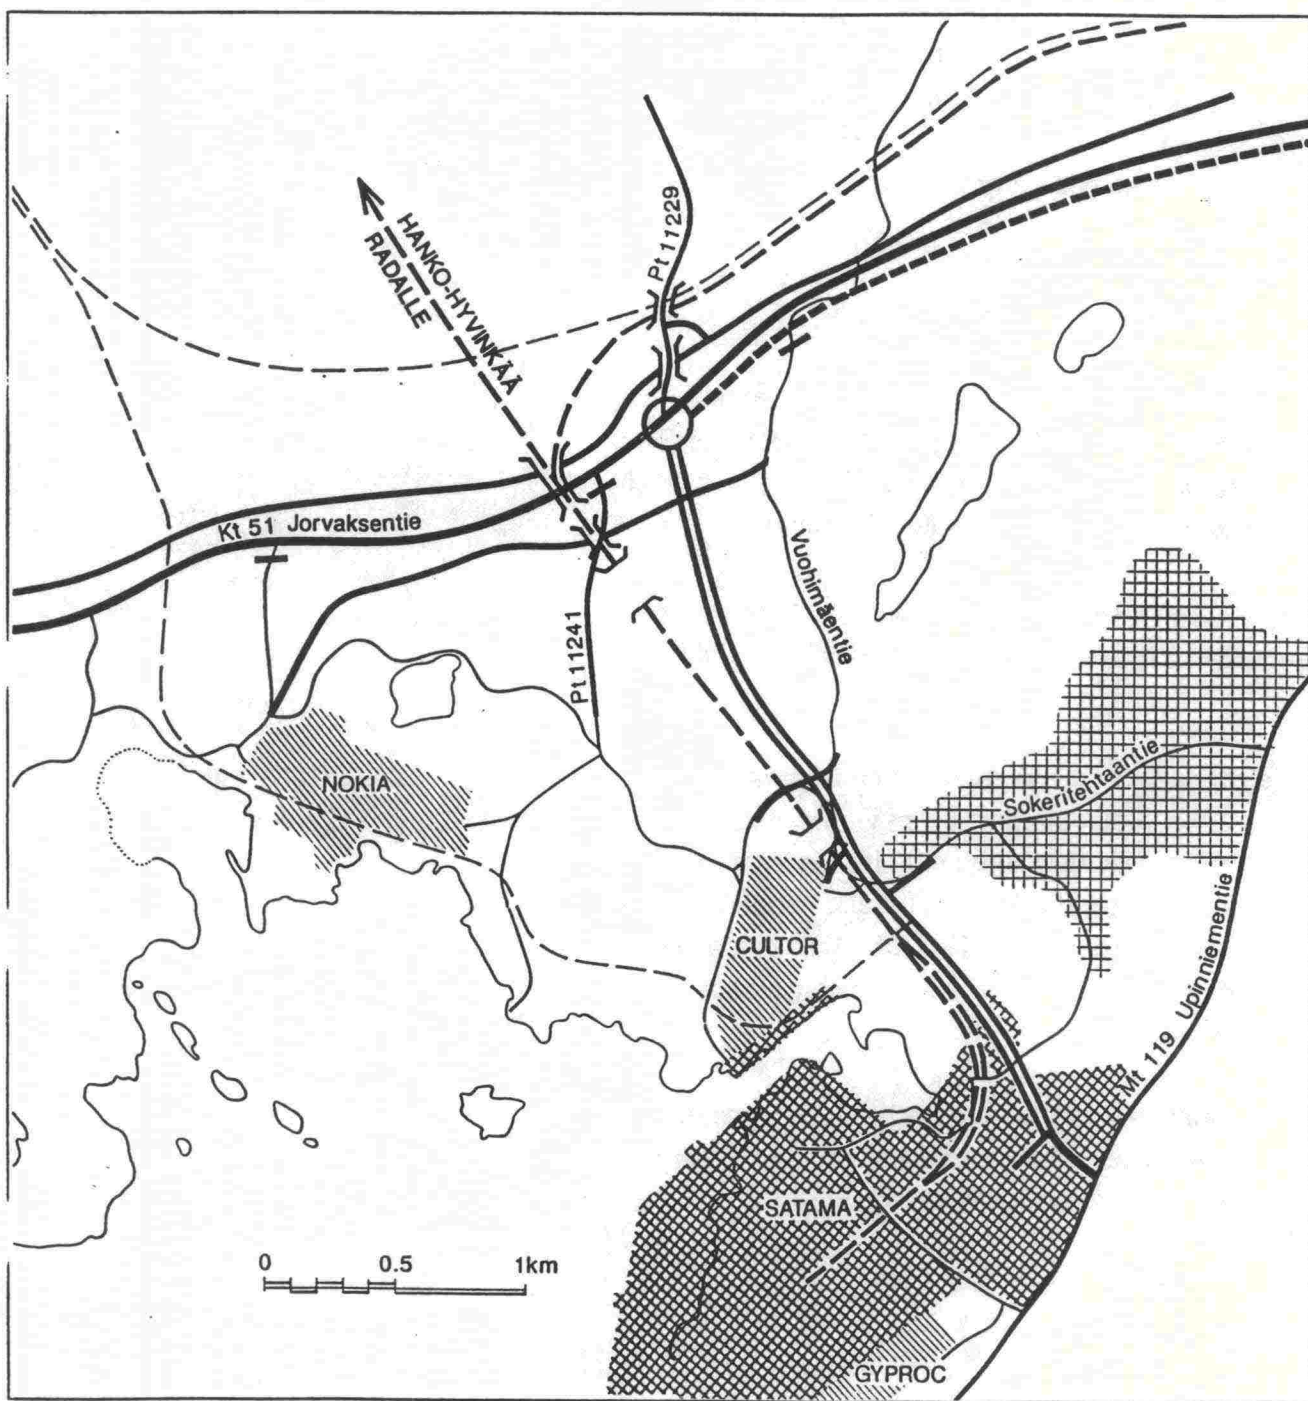 Pt 11229
HANKO-HYVINKÄÄ
RADALLE
Kt 51 Jorvaksentie
Vuohimäentie
Pt 11241
NOKIA
Sokeritehtaantie
CULTOR
Mt 119 Upinniementie
SATAMA
0 0.5 1km
GYPROC